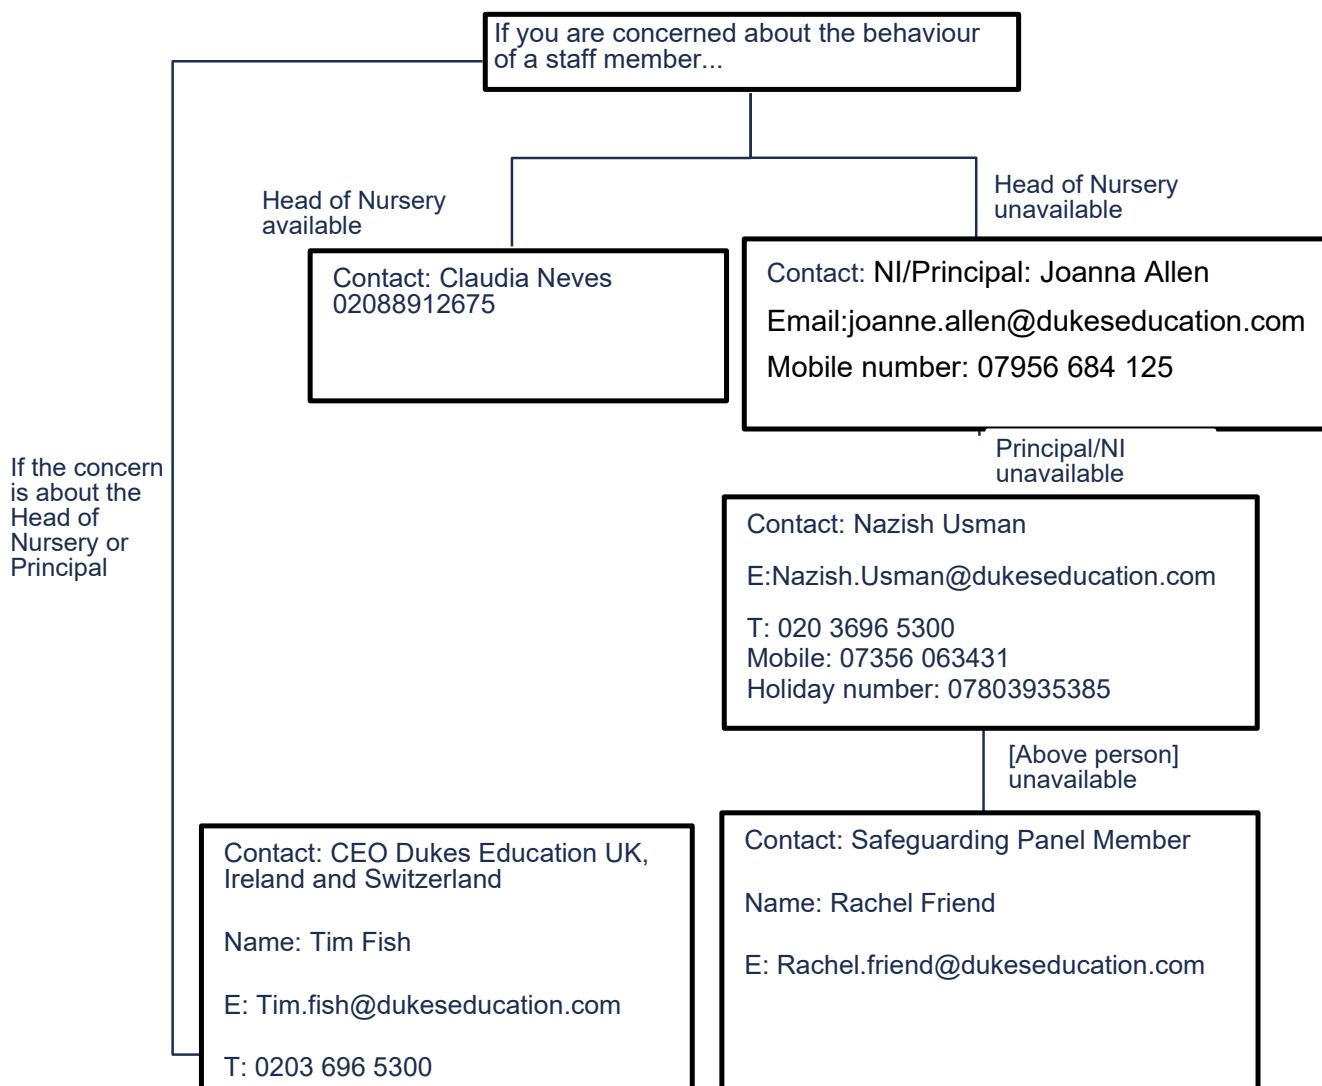 If you are concerned about the behaviour
of a staff member...
Head of Nursery
available
Head of Nursery
unavailable
Contact: Claudia Neves
02088912675
Contact: NI/Principal: Joanna Allen
Email:joanne.allen@dukeseducation.com
Mobile number: 07956 684 125
If the concern
is about the
Head of
Nursery or
Principal
Principal/NI
unavailable
Contact: Nazish Usman
E:Nazish.Usman@dukeseducation.com
T: 020 3696 5300
Mobile: 07356 063431
Holiday number: 07803935385
[Above person]
unavailable
Contact: CEO Dukes Education UK,
Ireland and Switzerland
Name: Tim Fish
E: Tim.fish@dukeseducation.com
T: 0203 696 5300
Contact: Safeguarding Panel Member
Name: Rachel Friend
E: Rachel.friend@dukeseducation.com